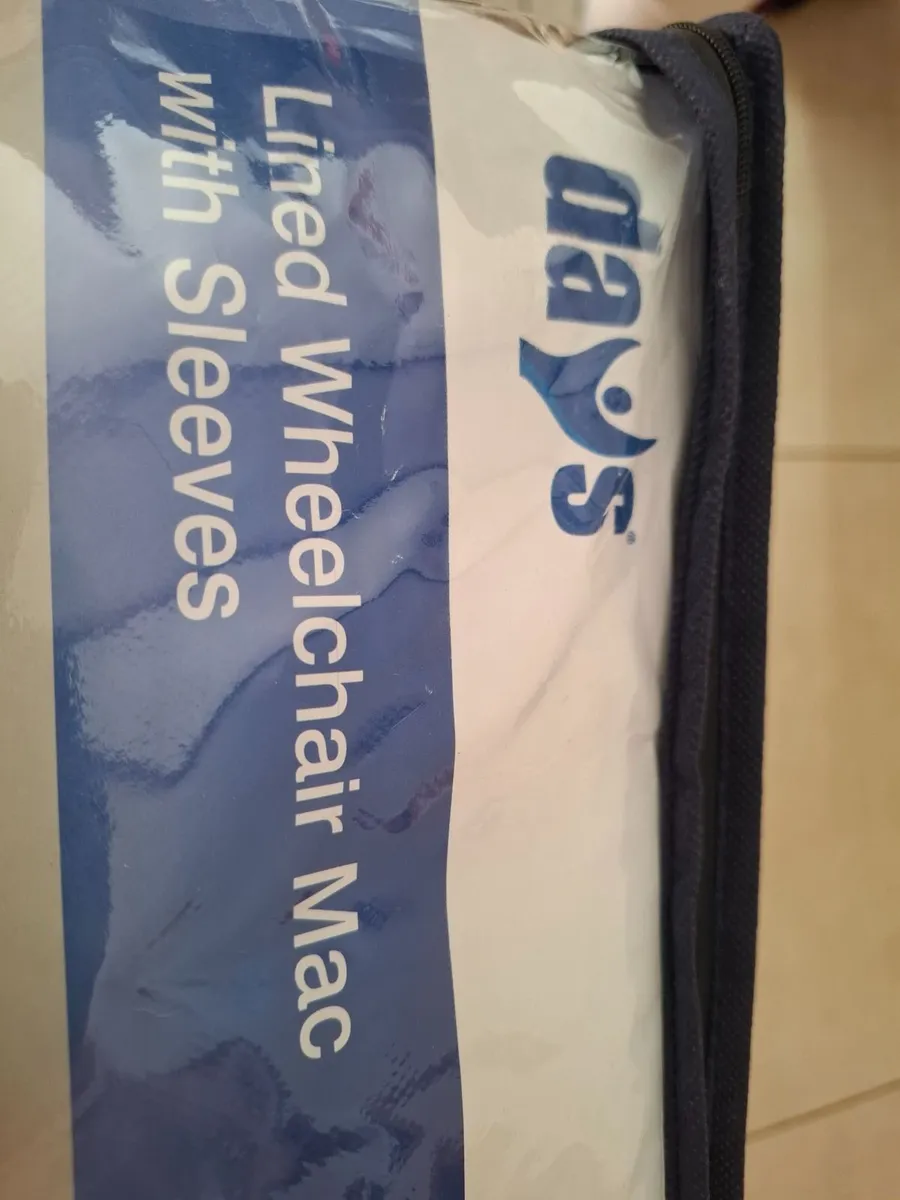 days®
Lined Wheelchair Mac
with Sleeves